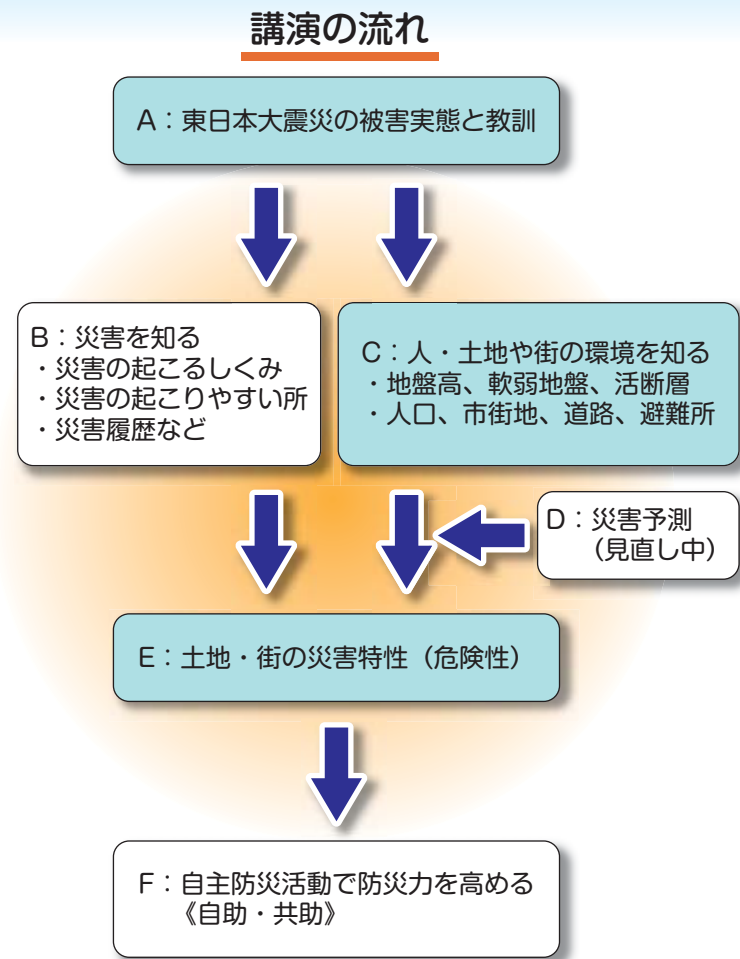 講演の流れ
A：東日本大震災の被害実態と教訓
B：災害を知る
・災害の起こるしくみ
・災害の起こりやすい所
・災害履歴など
C：人・土地や街の環境を知る
・地盤高、軟弱地盤、活断層
・人口、市街地、道路、避難所
D：災害予測
（見直し中）
E：土地・街の災害特性（危険性）
F：自主防災活動で防災力を高める
《自助・共助》